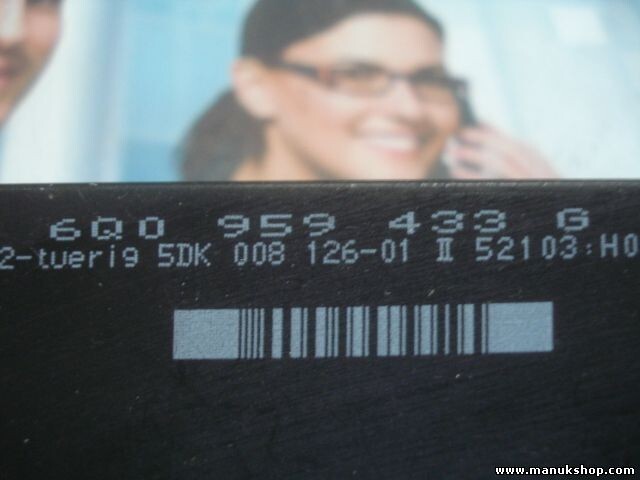 6Q0 959 433 G
2-tuerig 5DK 008 126-01 II 52103:H0
www.manukshop.com